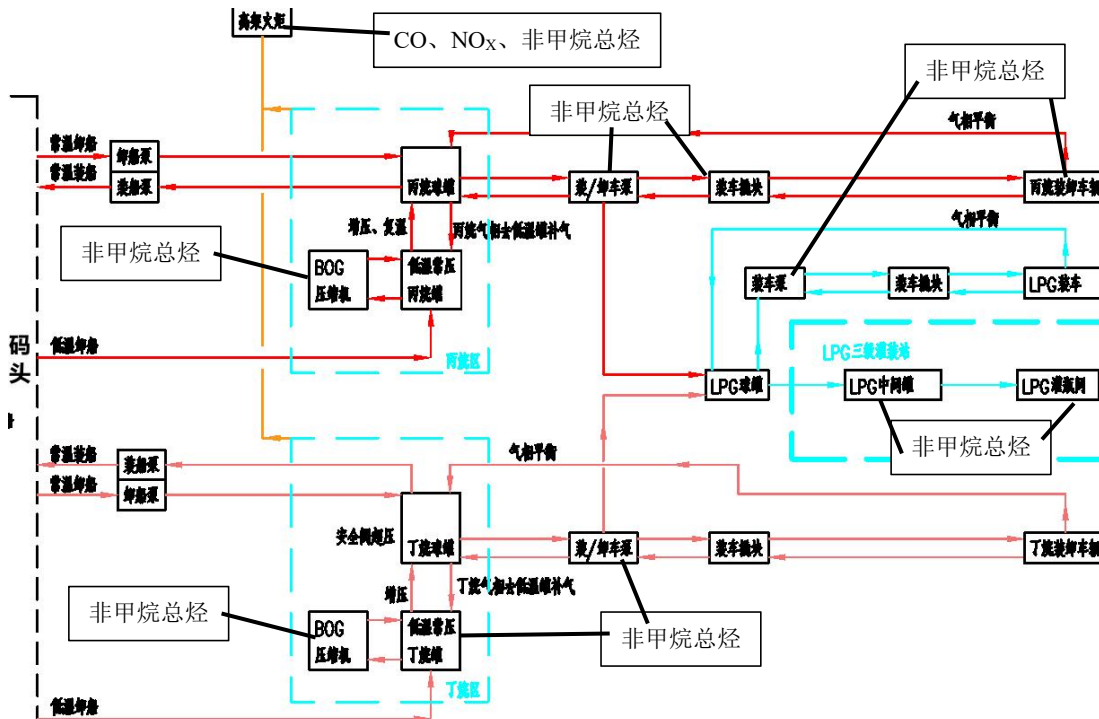 高架火炬
CO、NOX、非甲烷总烃
非甲烷总烃
非甲烷总烃
气相平衡
常温卸船
卸船泵
常温装船
装船泵
丙烷球罐
装/卸车泵
装车撬块
丙烷装卸车
增压、复温
丙烷气相去低温罐补气
气相平衡
非甲烷总烃
BOG
压缩机
低温常压
丙烷罐
装车泵
装车撬块
LPG装车
低温卸船
丙烷区
码
头
LPG三级灌装站
LPG球罐
LPG中间罐
LPG灌瓶间
非甲烷总烃
气相平衡
常温装船
装船泵
常温卸船
卸船泵
安全阀超压
丁烷球罐
装/卸车泵
装车撬块
丁烷装卸车
增压
丁烷气相去低温罐补气
非甲烷总烃
BOG
压缩机
低温常压
丁烷罐
非甲烷总烃
丁烷区
低温卸船